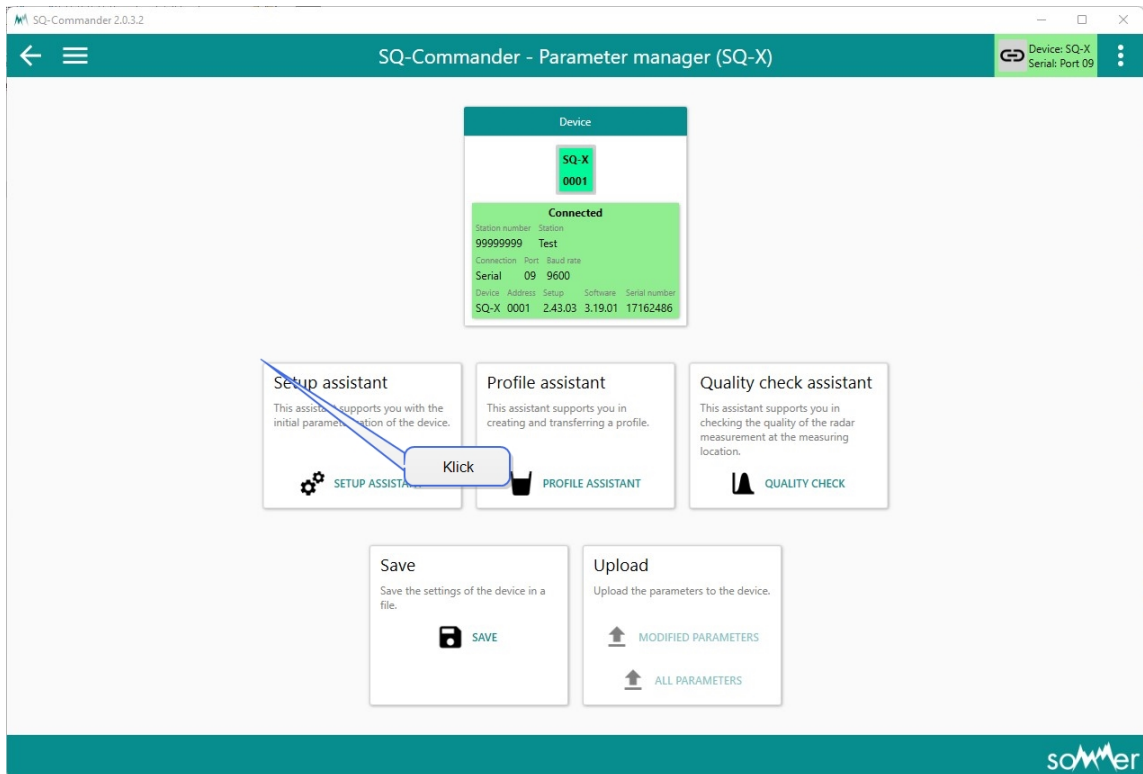 SQ-Commander 2.0.3.2
SQ-Commander - Parameter manager (SQ-X)
Device: SQ-X
Serial: Port 09
Device
SQ-X
0001
Connected
Station number Station
99999999 Test
Connection Port Baud rate
Serial 09 9600
Device Address Setup Software Serial number
SQ-X 0001 2.43.03 3.19.01 17162486
Setup assistant
This assistant supports you with the
initial parameterization of the device.
SETUP ASSISTANT
Klick
Profile assistant
This assistant supports you in
creating and transferring a profile.
PROFILE ASSISTANT
Quality check assistant
This assistant supports you in
checking the quality of the radar
measurement at the measuring
location.
QUALITY CHECK
Save
Save the settings of the device in a
file.
SAVE
Upload
Upload the parameters to the device.
MODIFIED PARAMETERS
ALL PARAMETERS
sommer